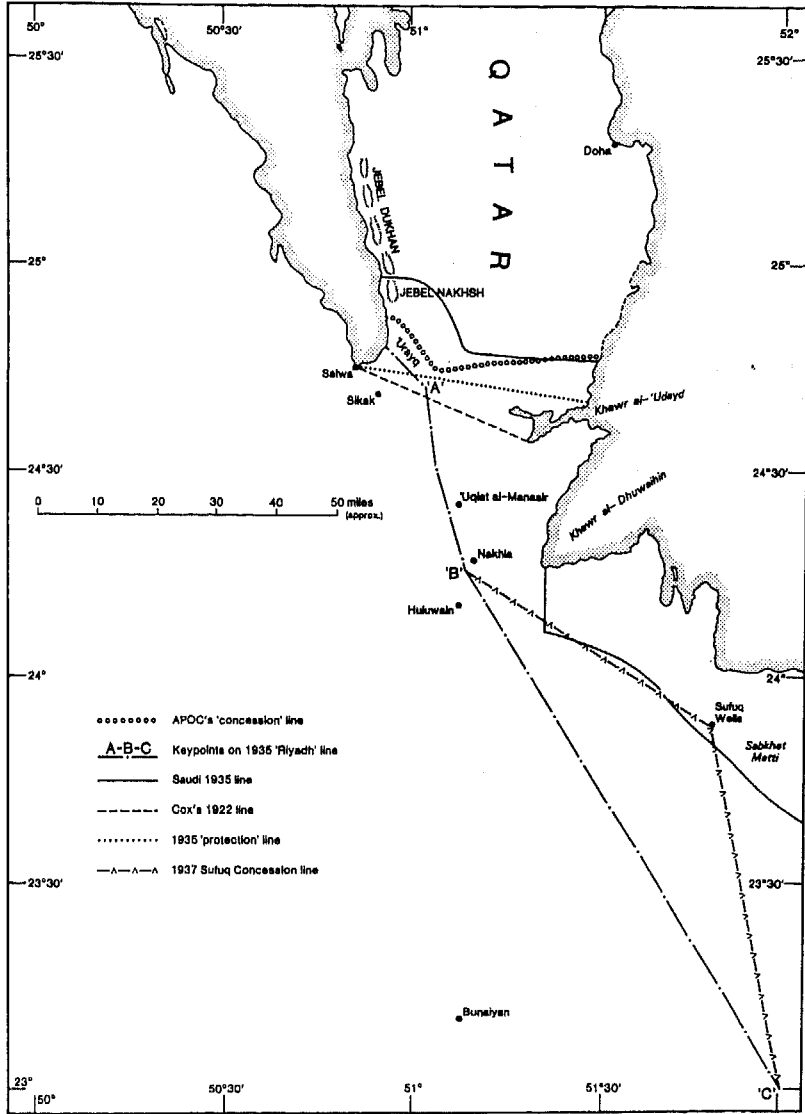 50°
50°30'
51°
52°
25°30'
25°30'
QATAR
Doha
JEBEL DUKHAN
25°
25°
JEBEL NAKHSH
'Urayq
Salwa
'A'
Sikak
Khawr al-'Udayd
24°30'
24°30'
0 10 20 30 40 50 miles
(approx.)
'Uqlat al-Manasir
Khawr al-Dhuwaihin
Nakhla
'B'
Huluwain
24°
24°
Sufuq
Wells
Sabkhat
Matti
APOC's 'concession' line
A-B-C Keypoints on 1935 'Riyadh' line
Saudi 1935 line
Cox's 1922 line
1935 'protection' line
1937 Sufuq Concession line
23°30'
23°30'
Bunaiyan
23°
'C'
50°
50°30'
51°
51°30'
52°